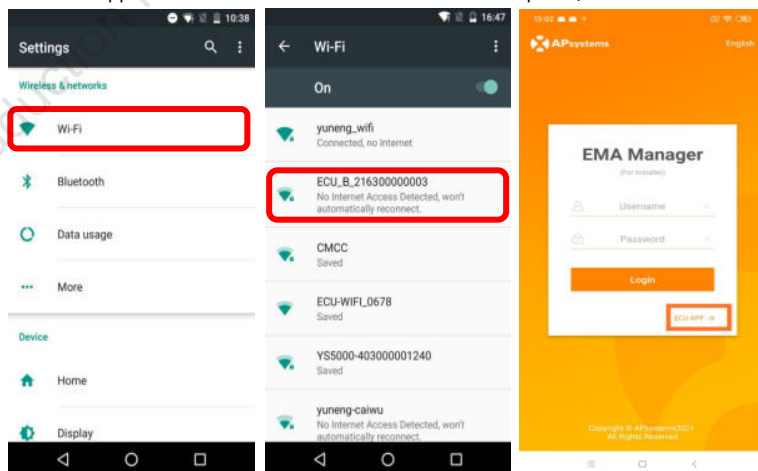 10:38
Settings
Wireless & networks
Wi-Fi
Bluetooth
Data usage
More
Device
Home
Display
16:47
Wi-Fi
On
yuneng_wifi
Connected, no Internet
ECU_B_216300000003
No Internet Access Detected, won't
automatically reconnect.
CMCC
Saved
ECU-WIFI_0678
Saved
YS5000-403000001240
Saved
yuneng-caiwu
No Internet Access Detected, won't
automatically reconnect.
15:02
APsystems
English
EMA Manager
(For Installer)
Username
Password
Login
ECU APP →
Copyright © APsystems2021
All Rights Reserved